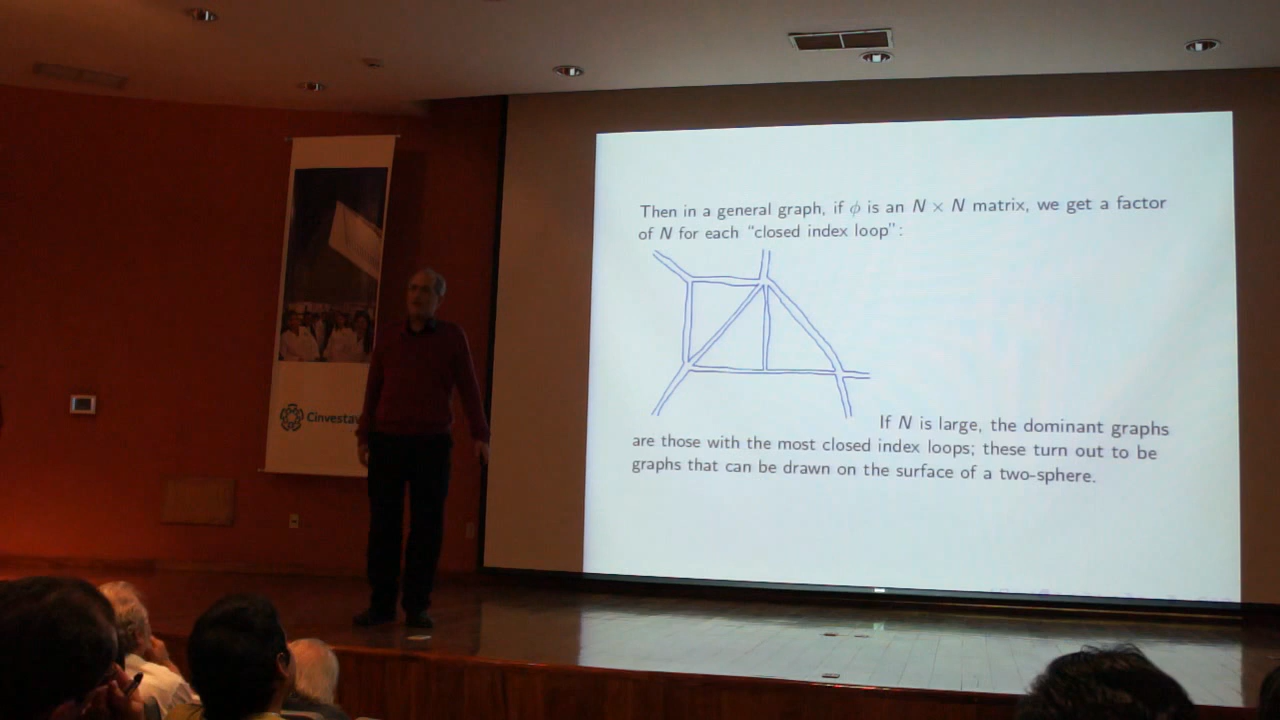 Then in a general graph, if ϕ is an N × N matrix, we get a factor
of N for each “closed index loop”:
If N is large, the dominant graphs
are those with the most closed index loops; these turn out to be
graphs that can be drawn on the surface of a two-sphere.
Cinvestav